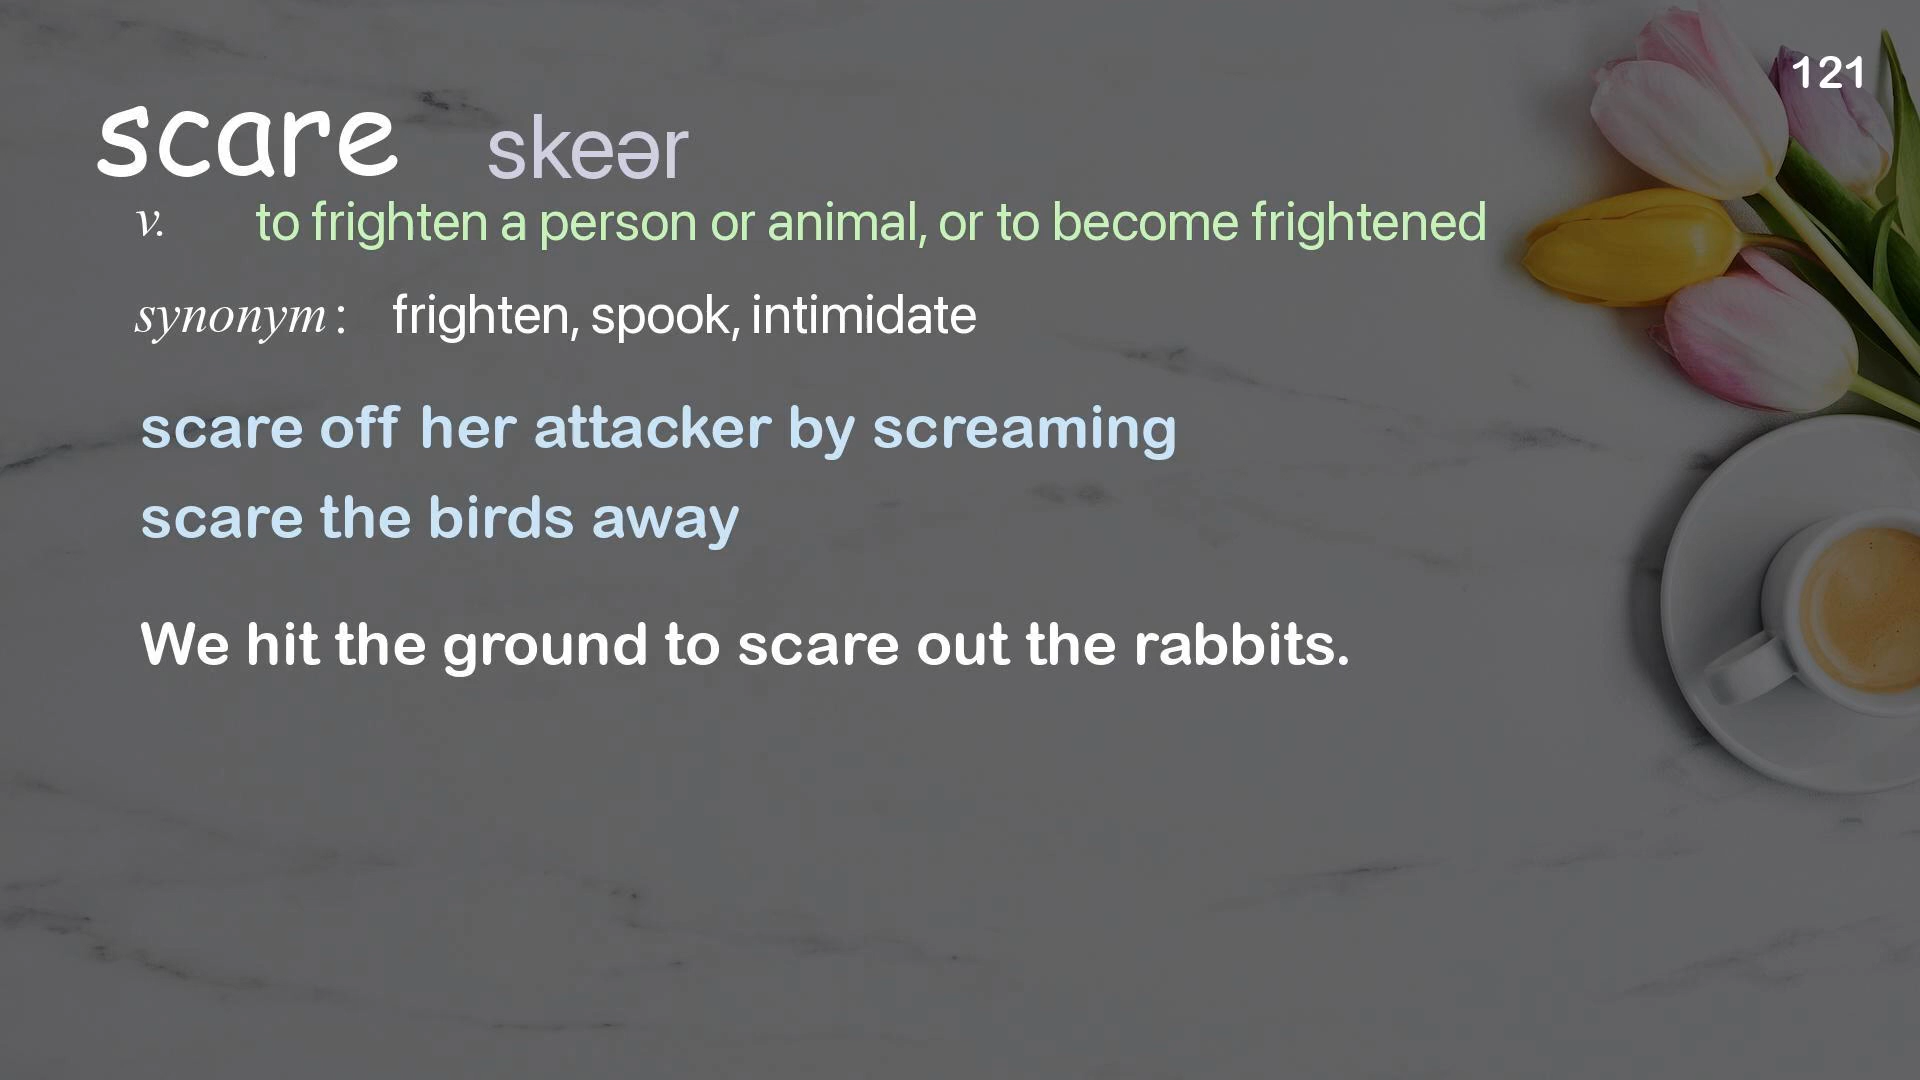 121
scare skeər
v. to frighten a person or animal, or to become frightened
synonym: frighten, spook, intimidate
scare off her attacker by screaming
scare the birds away
We hit the ground to scare out the rabbits.